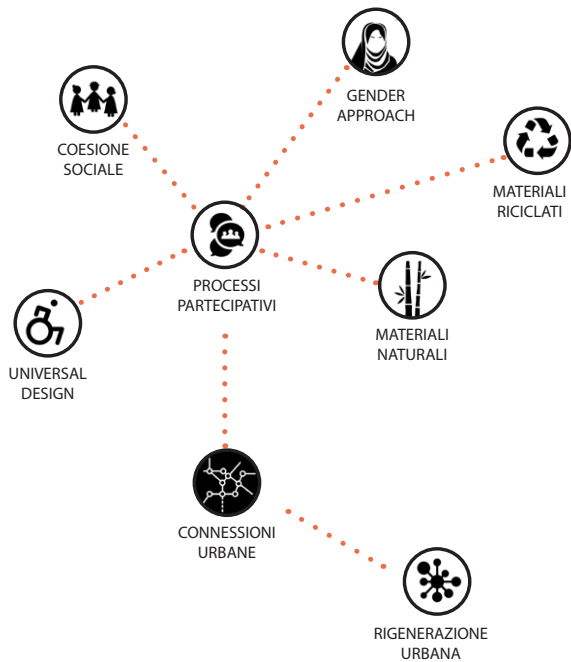 GENDER
APPROACH
COESIONE
SOCIALE
MATERIALI
RICICLATI
PROCESSI
PARTECIPATIVI
MATERIALI
NATURALI
UNIVERSAL
DESIGN
CONNESSIONI
URBANE
RIGENERAZIONE
URBANA